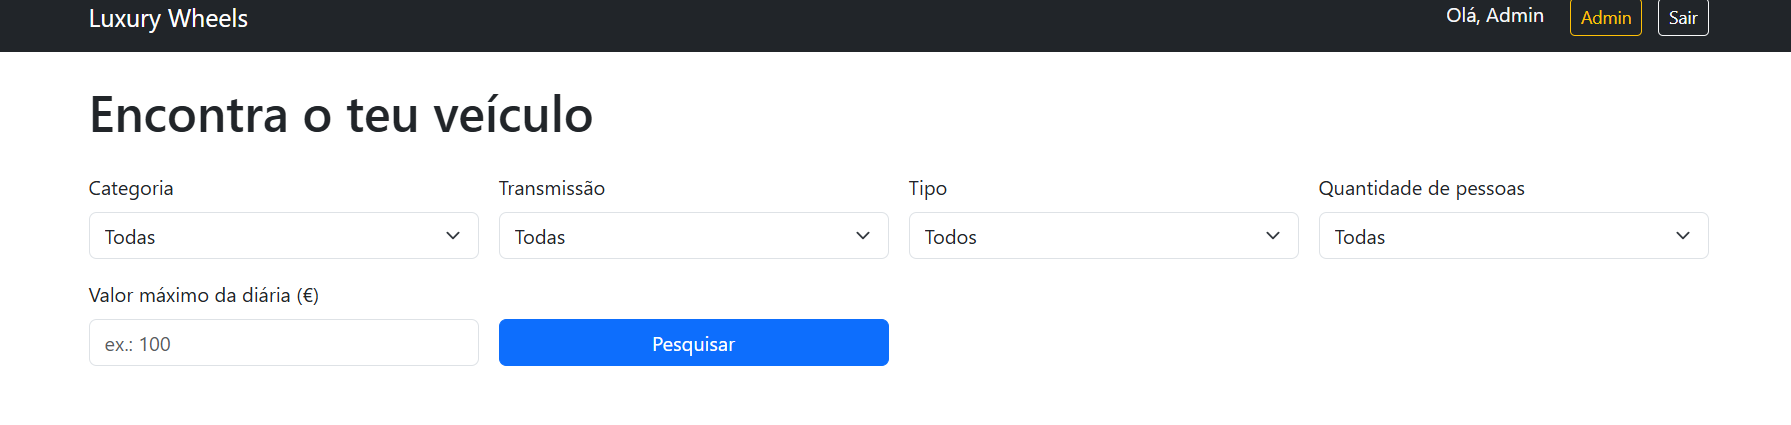 Luxury Wheels Olá, Admin Admin Sair
Encontra o teu veículo
Categoria Transmissão Tipo Quantidade de pessoas
Todas Todas Todos Todas
Valor máximo da diária (€)
ex.: 100 Pesquisar